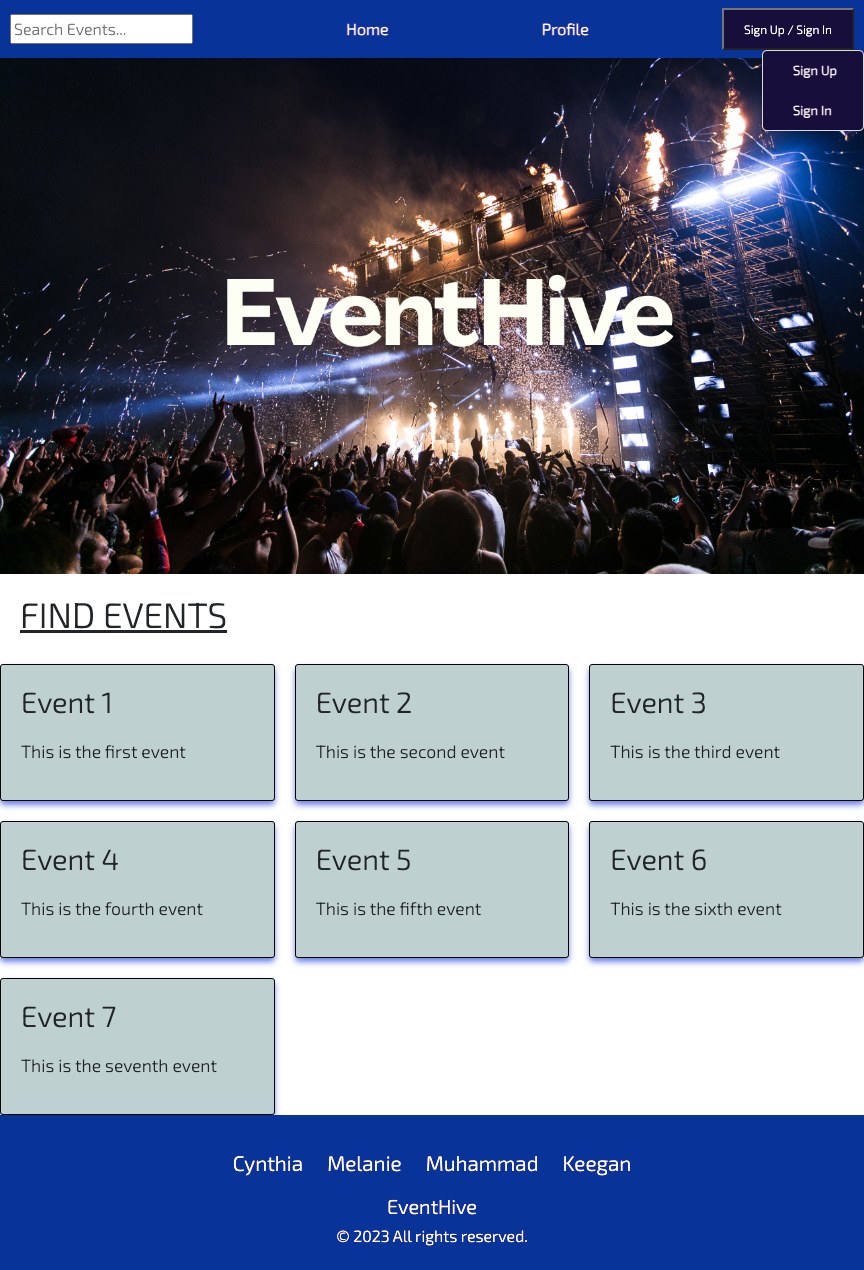 Search Events...
Home
Profile
Sign Up / Sign In
Sign Up
Sign In
EventHive
FIND EVENTS
Event 1
This is the first event
Event 2
This is the second event
Event 3
This is the third event
Event 4
This is the fourth event
Event 5
This is the fifth event
Event 6
This is the sixth event
Event 7
This is the seventh event
Cynthia Melanie Muhammad Keegan
EventHive
© 2023 All rights reserved.